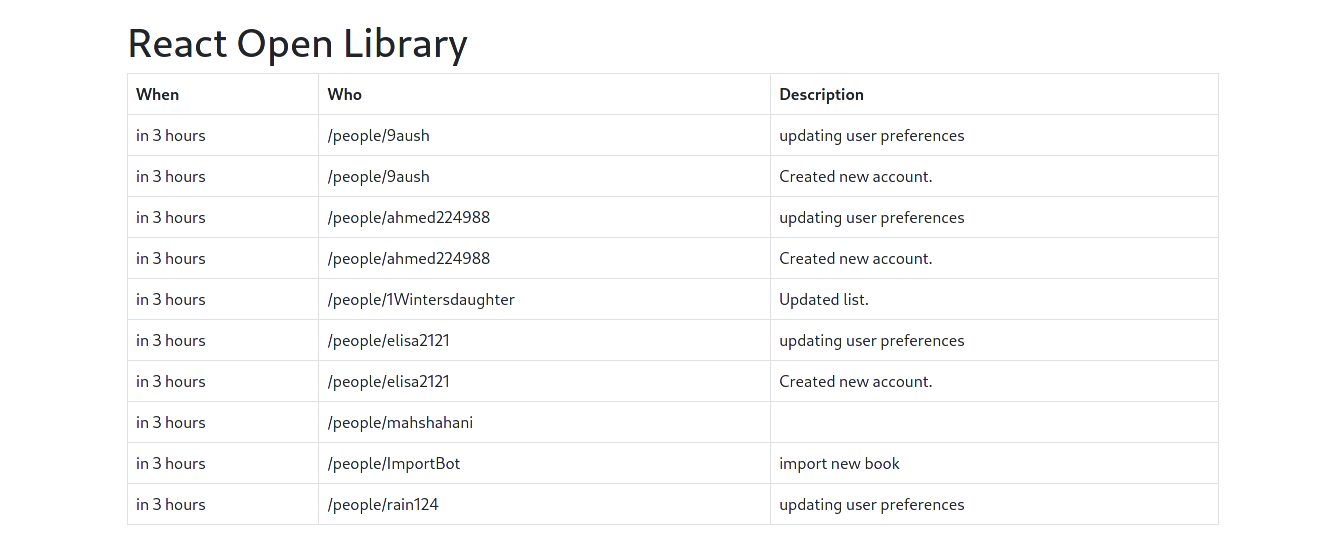 React Open Library
When Who Description
in 3 hours /people/9aush updating user preferences
in 3 hours /people/9aush Created new account.
in 3 hours /people/ahmed224988 updating user preferences
in 3 hours /people/ahmed224988 Created new account.
in 3 hours /people/1Wintersdaughter Updated list.
in 3 hours /people/elisa2121 updating user preferences
in 3 hours /people/elisa2121 Created new account.
in 3 hours /people/mahshahani
in 3 hours /people/ImportBot import new book
in 3 hours /people/rain124 updating user preferences